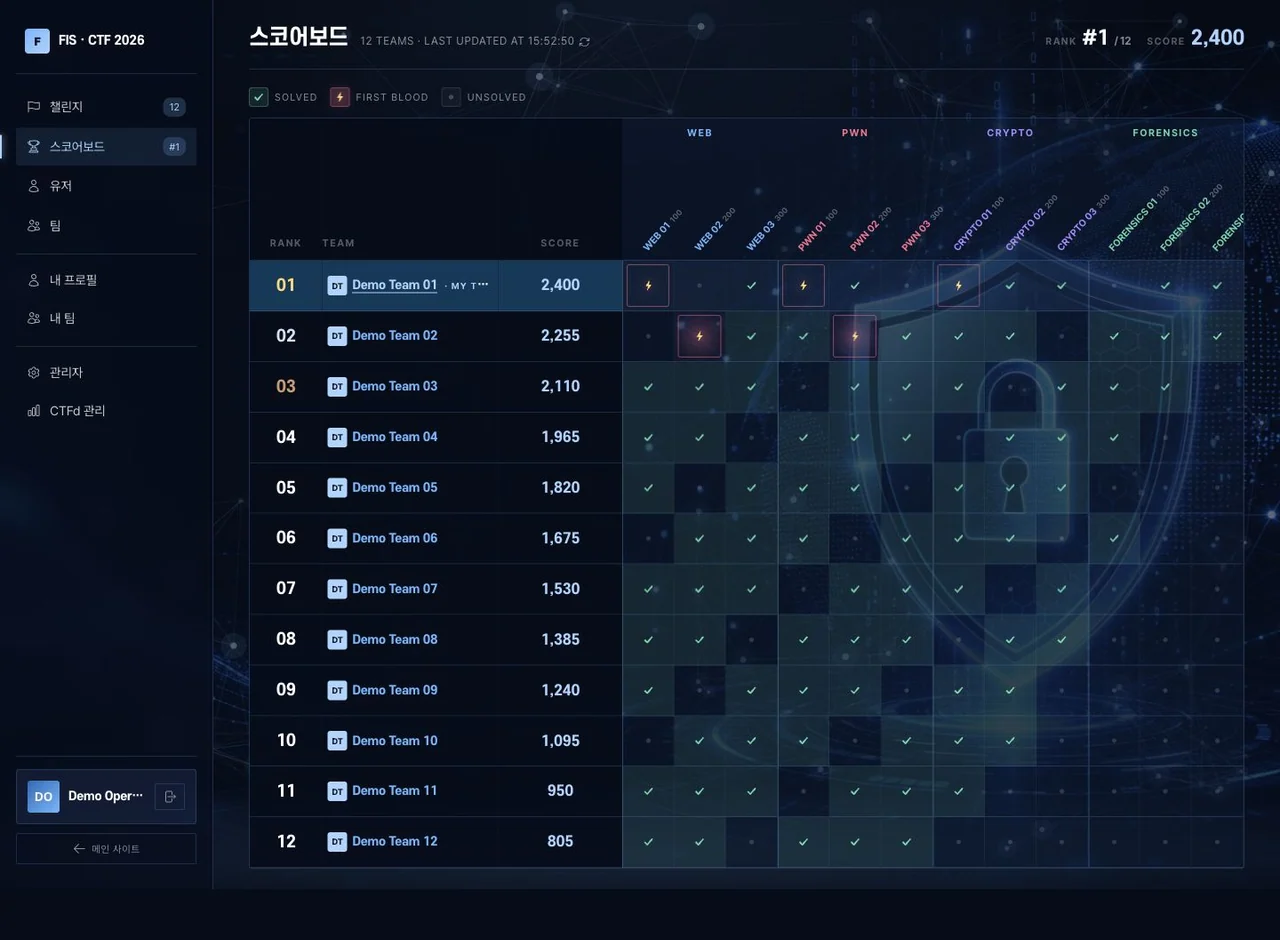 F FIS · CTF 2026
챌린지 12
스코어보드 #1
유저
팀
내 프로필
내 팀
관리자
CTFd 관리
DO Demo Oper···
메인 사이트
스코어보드 12 TEAMS · LAST UPDATED AT 15:52:50
RANK #1 / 12 SCORE 2,400
SOLVED FIRST BLOOD UNSOLVED
WEB PWN CRYPTO FORENSICS
RANK TEAM SCORE
WEB 01 100
WEB 02 200
WEB 03 300
PWN 01 100
PWN 02 200
PWN 03 300
CRYPTO 01 100
CRYPTO 02 200
CRYPTO 03 300
FORENSICS 01 100
FORENSICS 02 200
FORENSIC
01 DT Demo Team 01 · MY T··· 2,400
02 DT Demo Team 02 2,255
03 DT Demo Team 03 2,110
04 DT Demo Team 04 1,965
05 DT Demo Team 05 1,820
06 DT Demo Team 06 1,675
07 DT Demo Team 07 1,530
08 DT Demo Team 08 1,385
09 DT Demo Team 09 1,240
10 DT Demo Team 10 1,095
11 DT Demo Team 11 950
12 DT Demo Team 12 805